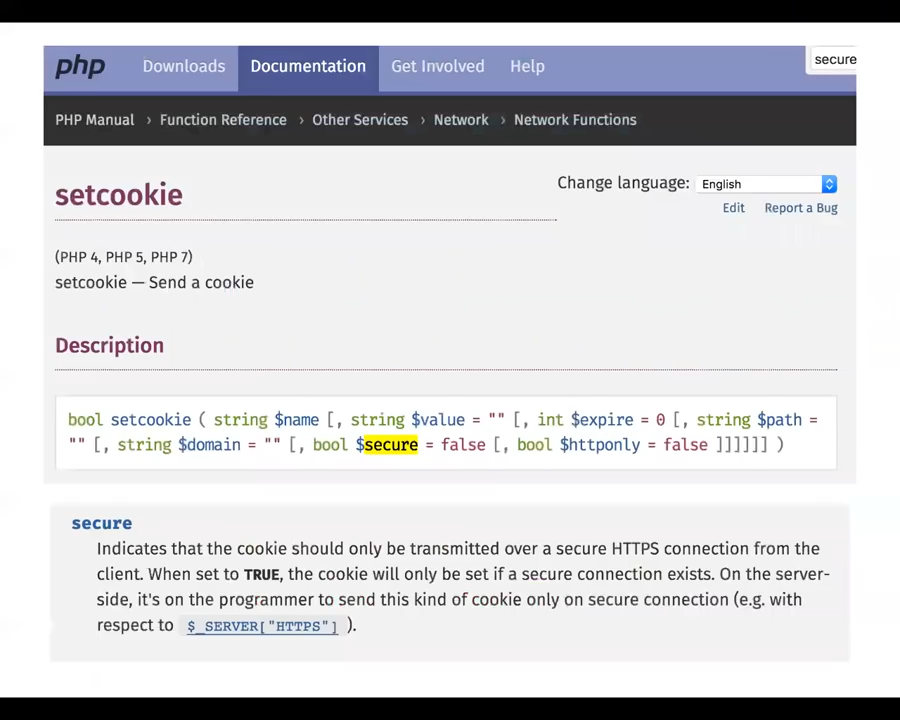 php Downloads Documentation Get Involved Help secure
PHP Manual › Function Reference › Other Services › Network › Network Functions
setcookie
Change language: English
Edit Report a Bug
(PHP 4, PHP 5, PHP 7)
setcookie — Send a cookie
Description
bool setcookie ( string $name [, string $value = "" [, int $expire = 0 [, string $path =
"" [, string $domain = "" [, bool $secure = false [, bool $httponly = false ]]]]]] )
secure
Indicates that the cookie should only be transmitted over a secure HTTPS connection from the
client. When set to TRUE, the cookie will only be set if a secure connection exists. On the server-
side, it's on the programmer to send this kind of cookie only on secure connection (e.g. with
respect to $_SERVER["HTTPS"] ).